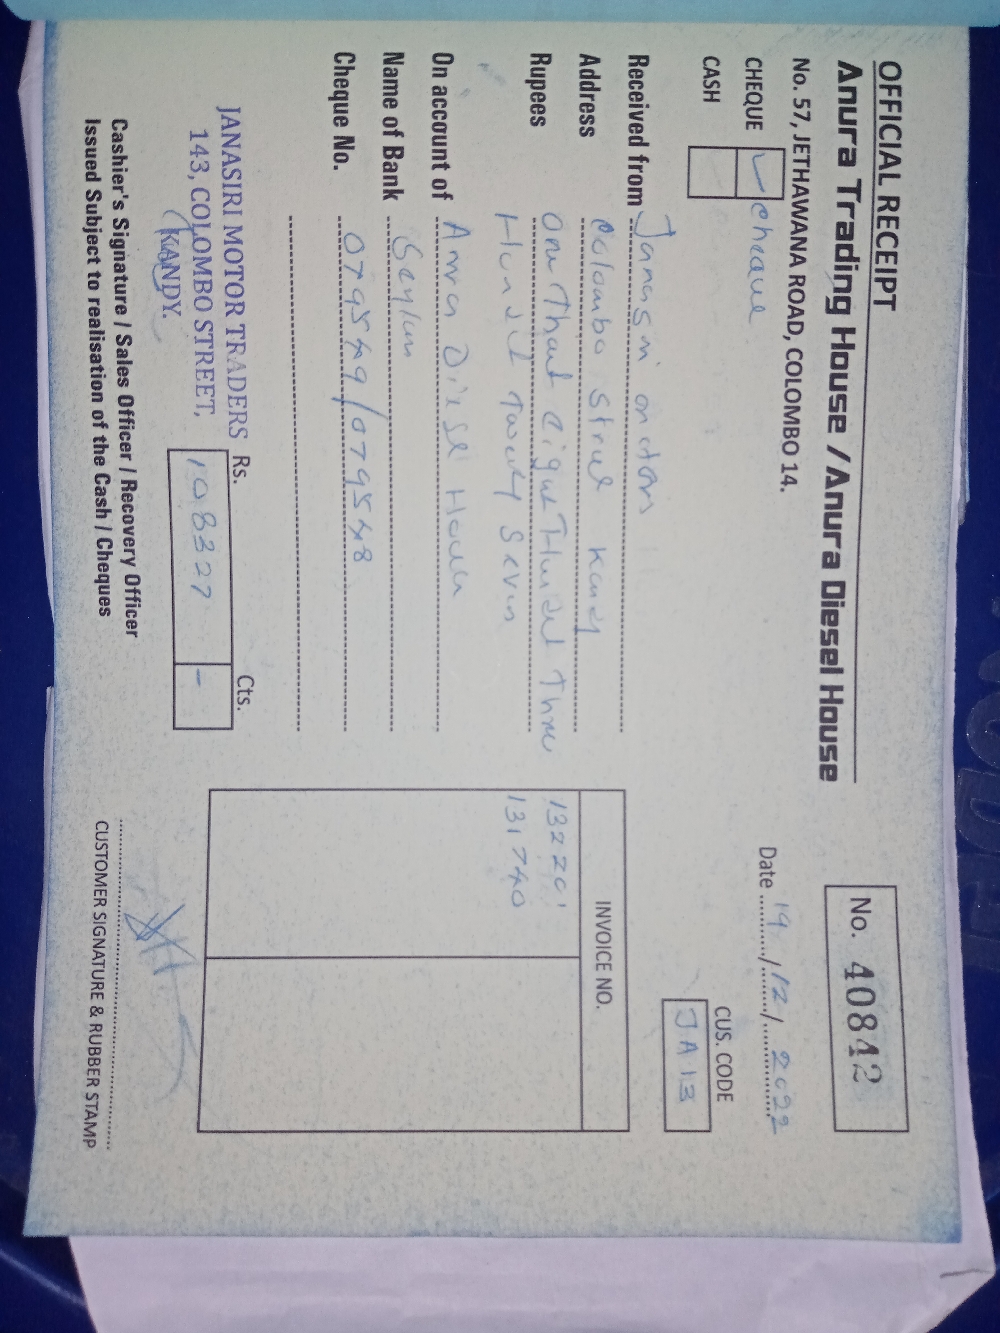 OFFICIAL RECEIPT
Anura Trading House / Anura Diesel House
No. 57, JETHAWANA ROAD, COLOMBO 14.
No. 40842
Date 19 / 12 / 2022
CHEQUE ✓ cheque
CASH
CUS. CODE
JA 13
Received from Janasiri
Address Colombo Street Kandy
Rupees One Eight Three
Hundred Twenty Seven
On account of Anura Diesel House
Name of Bank Seylan
Cheque No. 079549/079548
INVOICE NO.
132201
131740
JANASIRI MOTOR TRADERS
143, COLOMBO STREET,
KANDY.
Rs. Cts.
108327 -
Cashier's Signature / Sales Officer / Recovery Officer
Issued Subject to realisation of the Cash / Cheques
CUSTOMER SIGNATURE & RUBBER STAMP